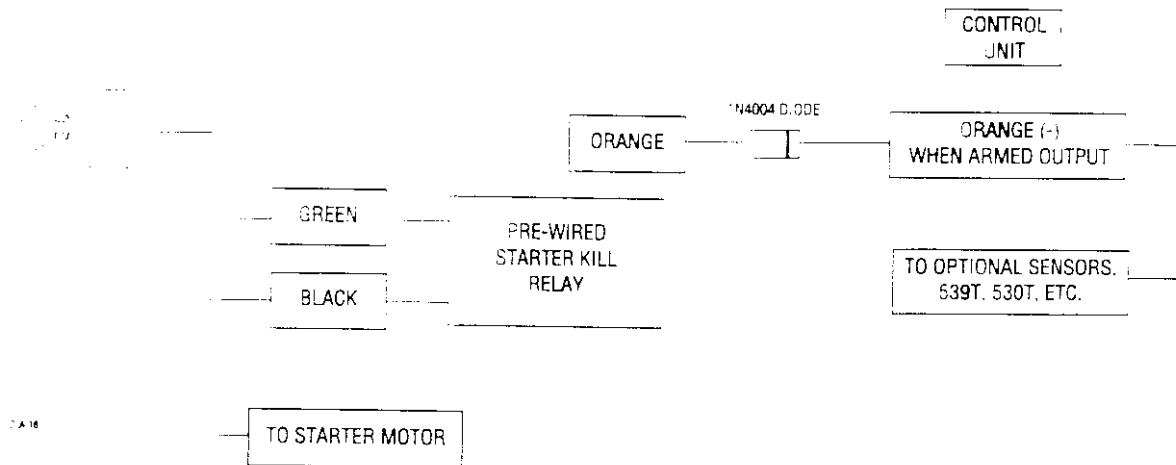 CONTROL
UNIT
1N4004 DIODE
ORANGE
ORANGE (-)
WHEN ARMED OUTPUT
GREEN
PRE-WIRED
STARTER KILL
RELAY
TO OPTIONAL SENSORS,
539T, 530T, ETC.
BLACK
TO STARTER MOTOR